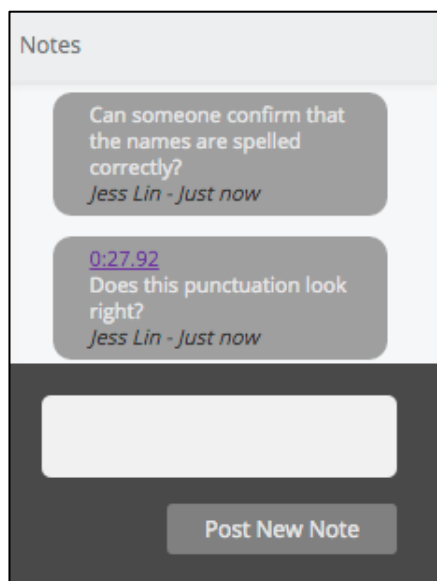 Notes
Can someone confirm that
the names are spelled
correctly?
Jess Lin - Just now
0:27.92
Does this punctuation look
right?
Jess Lin - Just now
Post New Note